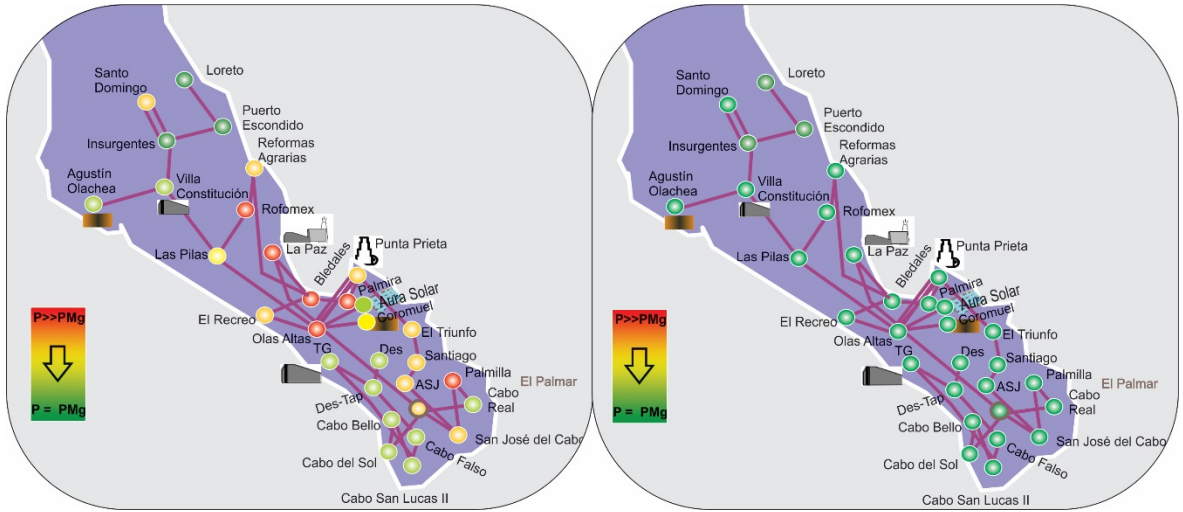 Santo
Domingo
Loreto
Puerto
Escondido
Insurgentes
Reformas
Agrarias
Agustín
Olachea
Villa
Constitución
Rofomex
La Paz
Punta Prieta
Las Pilas
Bledales
Palmira
Aura Solar
Coromuel
El Recreo
Olas Altas
El Triunfo
TG
Des
Santiago
Palmilla
El Palmar
ASJ
Cabo
Real
Des-Tap
Cabo Bello
San José del Cabo
Cabo Falso
Cabo del Sol
Cabo San Lucas II
P>>PMg
P = PMg
Santo
Domingo
Loreto
Puerto
Escondido
Insurgentes
Reformas
Agrarias
Agustín
Olachea
Villa
Constitución
Rofomex
La Paz
Punta Prieta
Las Pilas
Bledales
Palmira
Aura Solar
Coromuel
El Recreo
Olas Altas
El Triunfo
TG
Des
Santiago
Palmilla
El Palmar
ASJ
Cabo
Real
Des-Tap
Cabo Bello
San José del Cabo
Cabo Falso
Cabo del Sol
Cabo San Lucas II
P>>PMg
P = PMg